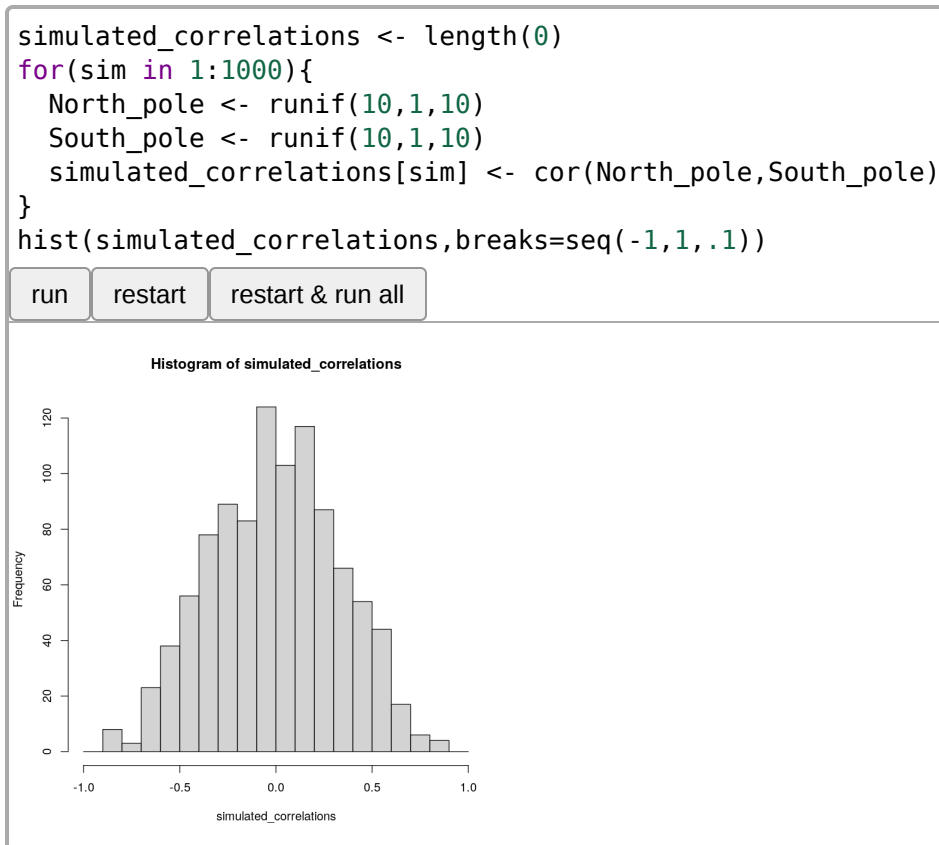 simulated_correlations <- length(0)
for(sim in 1:1000){
  North_pole <- runif(10,1,10)
  South_pole <- runif(10,1,10)
  simulated_correlations[sim] <- cor(North_pole,South_pole)
}
hist(simulated_correlations,breaks=seq(-1,1,.1))
run restart restart & run all
Histogram of simulated_correlations
Frequency
120
100
80
60
40
20
0
-1.0 -0.5 0.0 0.5 1.0
simulated_correlations